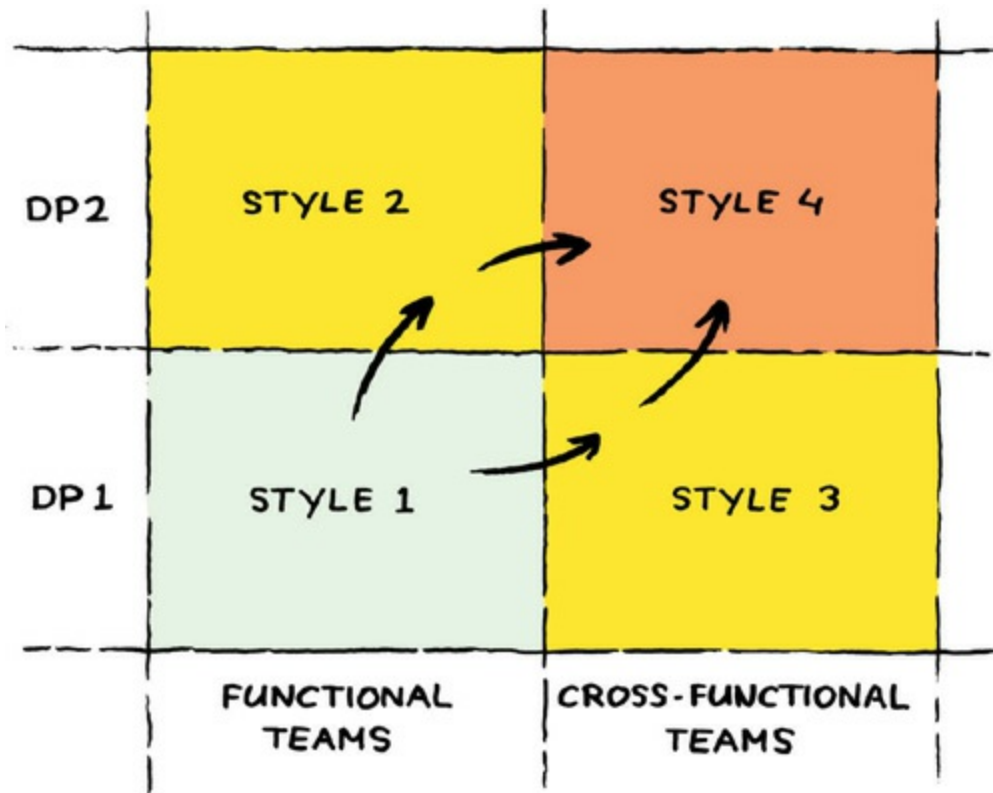 DP2
STYLE 2
STYLE 4
DP1
STYLE 1
STYLE 3
FUNCTIONAL
TEAMS
CROSS-FUNCTIONAL
TEAMS